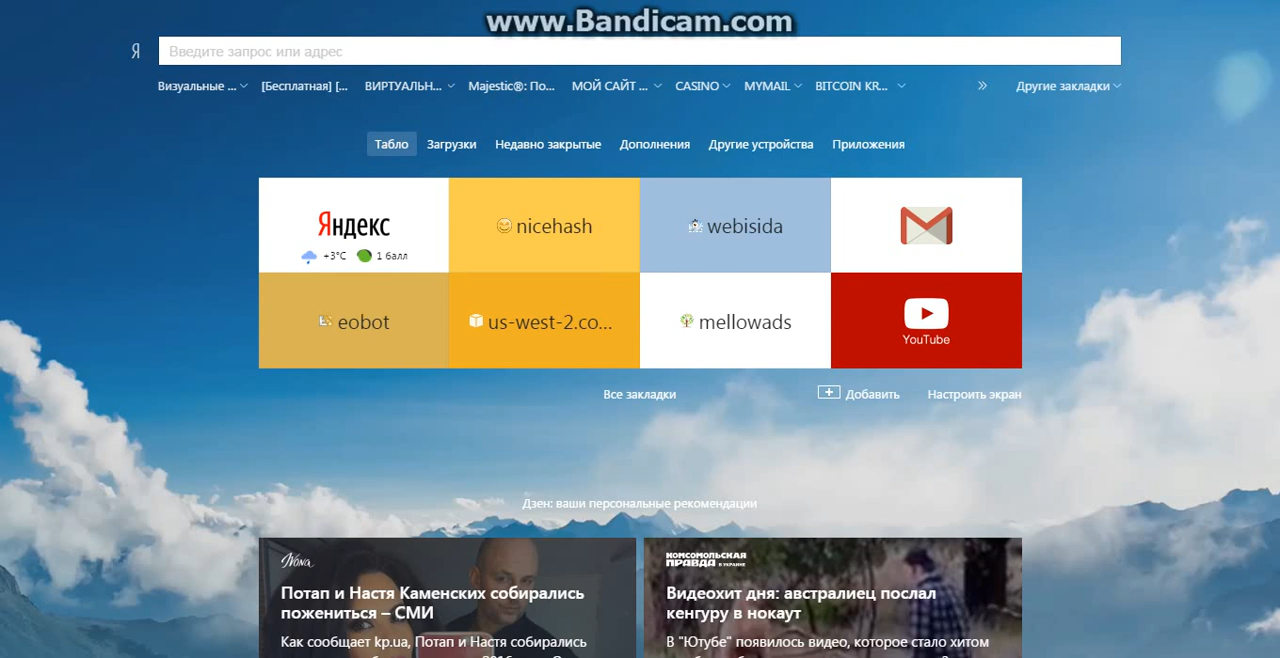 www.Bandicam.com
Я
Введите запрос или адрес
Визуальные ... [Бесплатная] [... ВИРТУАЛЬН... Majestic®: По... МОЙ САЙТ ... CASINO MYMAIL BITCOIN KR... » Другие закладки
Табло Загрузки Недавно закрытые Дополнения Другие устройства Приложения
Яндекс
+3°C 1 балл
nicehash
webisida
eobot
us-west-2.co...
mellowads
YouTube
Все закладки Добавить Настроить экран
Дзен: ваши персональные рекомендации
Nona
Потап и Настя Каменских собирались
пожениться – СМИ
Как сообщает kp.ua, Потап и Настя собирались
КОМСОМОЛЬСКАЯ
ПРАВДА В УКРАИНЕ
Видеохит дня: австралиец послал
кенгуру в нокаут
В "Ютубе" появилось видео, которое стало хитом